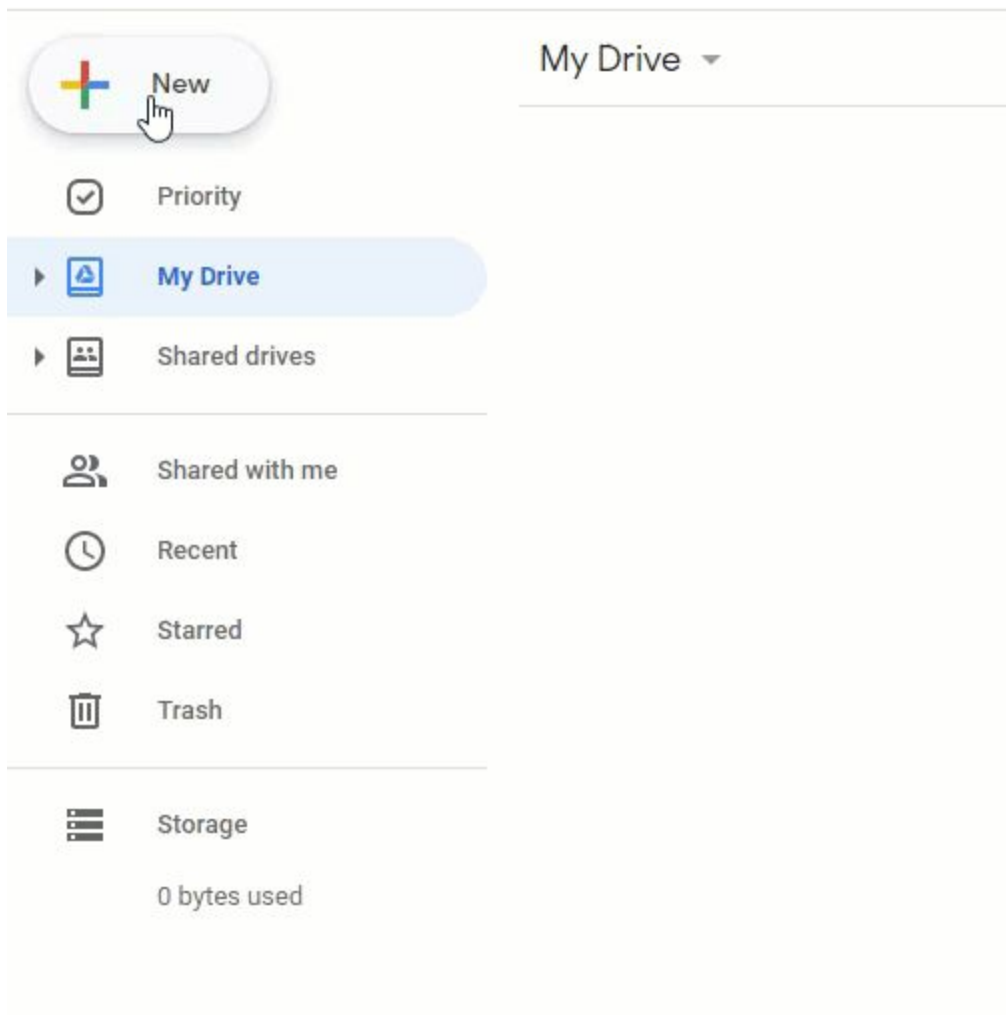 New
My Drive
Priority
My Drive
Shared drives
Shared with me
Recent
Starred
Trash
Storage
0 bytes used